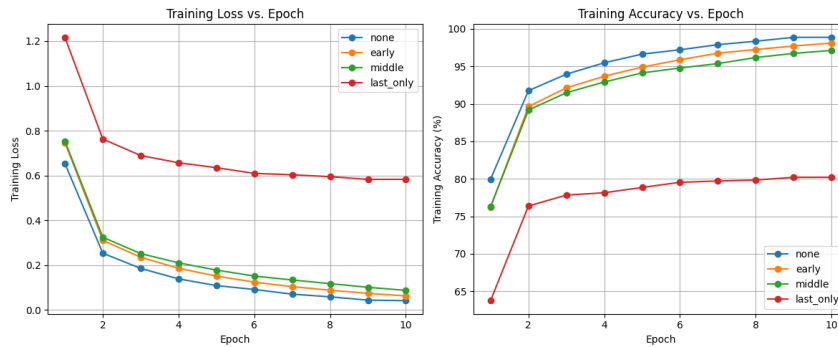 Training Loss vs. Epoch
1.2
1.0
0.8
0.6
0.4
0.2
0.0
Training Loss
2 4 6 8 10
Epoch
none
early
middle
last_only
Training Accuracy vs. Epoch
100
95
90
85
80
75
70
65
Training Accuracy (%)
2 4 6 8 10
Epoch
none
early
middle
last_only